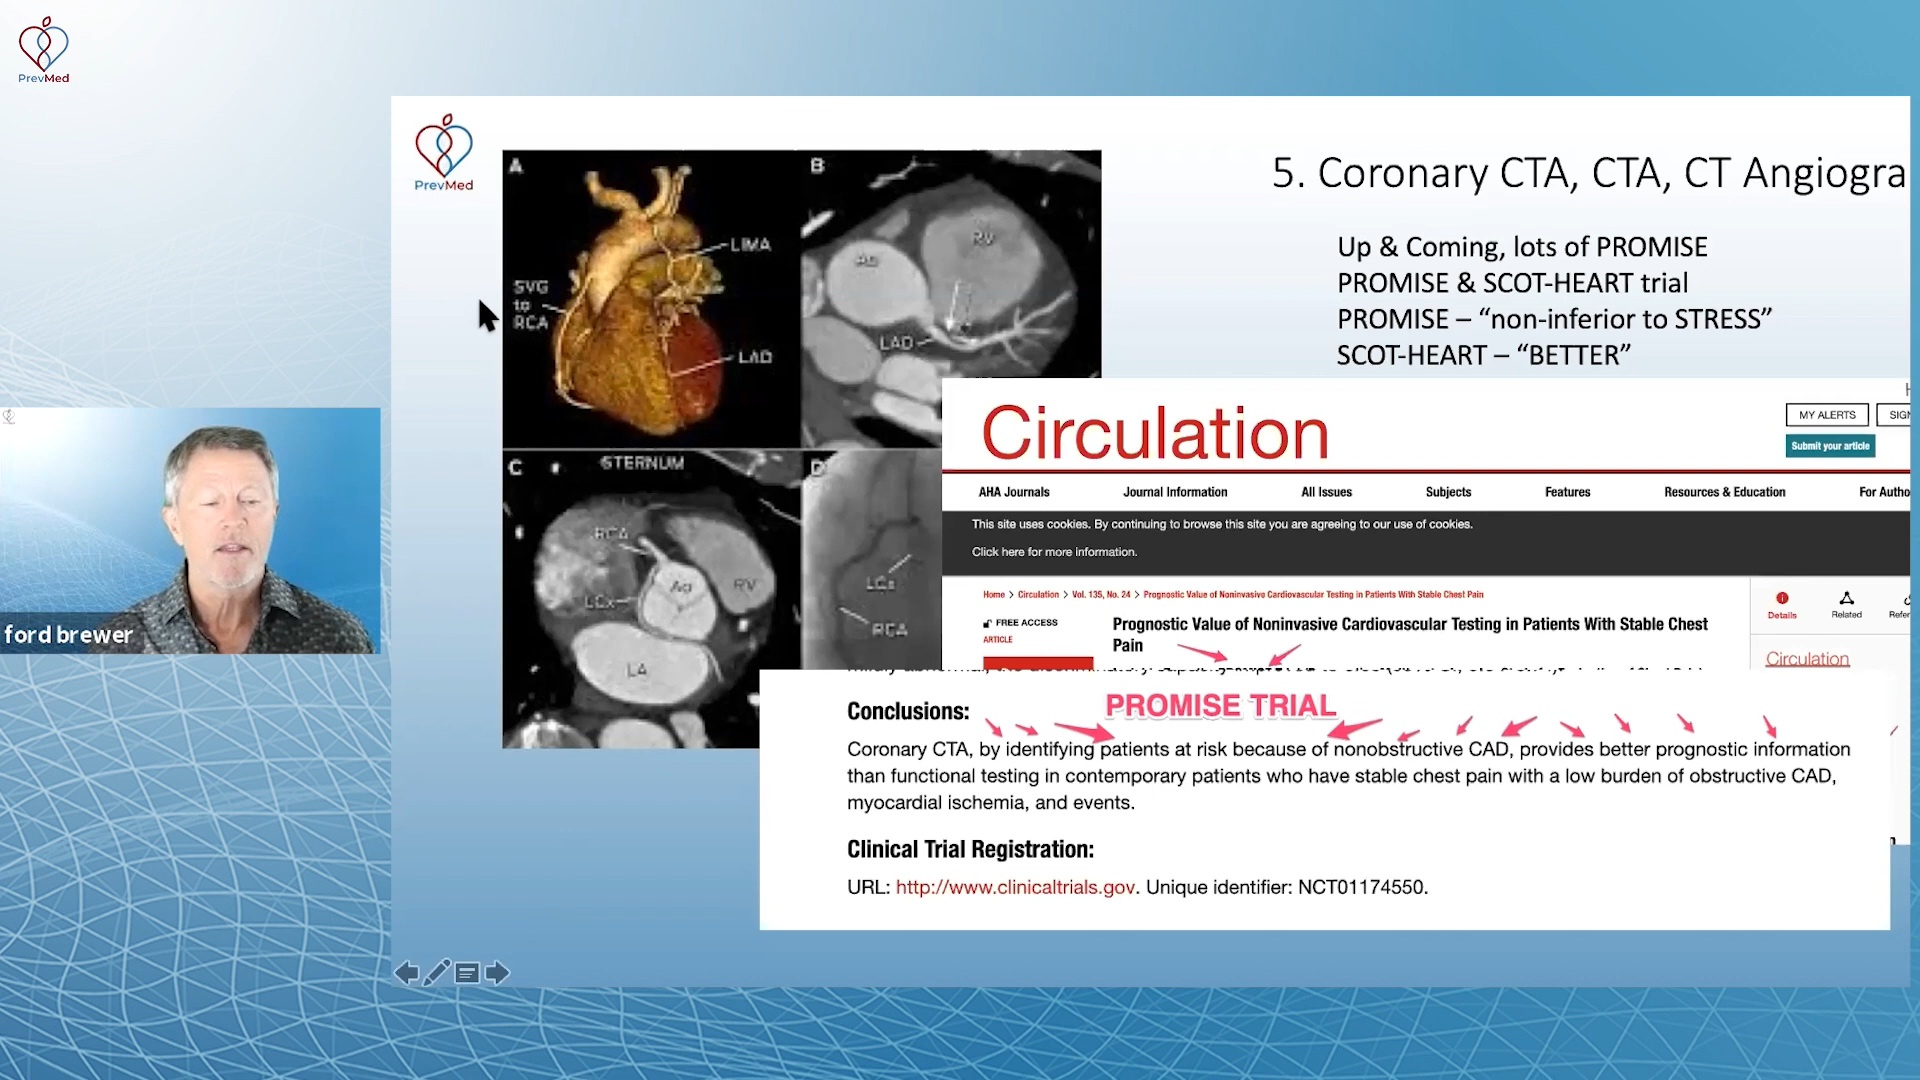 PrevMed
PrevMed
5. Coronary CTA, CTA, CT Angiogra
Up & Coming, lots of PROMISE
PROMISE & SCOT-HEART trial
PROMISE – “non-inferior to STRESS”
SCOT-HEART – “BETTER”
A
LIMA
SVG
to
RCA
LAD
B
Ao
RV
LAD
C
STERNUM
RCA
Ao
RV
LCx
LA
D
LCx
RCA
ford brewer
Circulation
MY ALERTS
SIGN
Submit your article
AHA Journals
Journal Information
All Issues
Subjects
Features
Resources & Education
For Autho
This site uses cookies. By continuing to browse this site you are agreeing to our use of cookies.
Click here for more information.
Home > Circulation > Vol. 135, No. 24 > Prognostic Value of Noninvasive Cardiovascular Testing in Patients With Stable Chest Pain
FREE ACCESS
ARTICLE
Prognostic Value of Noninvasive Cardiovascular Testing in Patients With Stable Chest
Pain
Details
Related
Refer
Circulation
PROMISE TRIAL
Conclusions:
Coronary CTA, by identifying patients at risk because of nonobstructive CAD, provides better prognostic information
than functional testing in contemporary patients who have stable chest pain with a low burden of obstructive CAD,
myocardial ischemia, and events.
Clinical Trial Registration:
URL: http://www.clinicaltrials.gov. Unique identifier: NCT01174550.